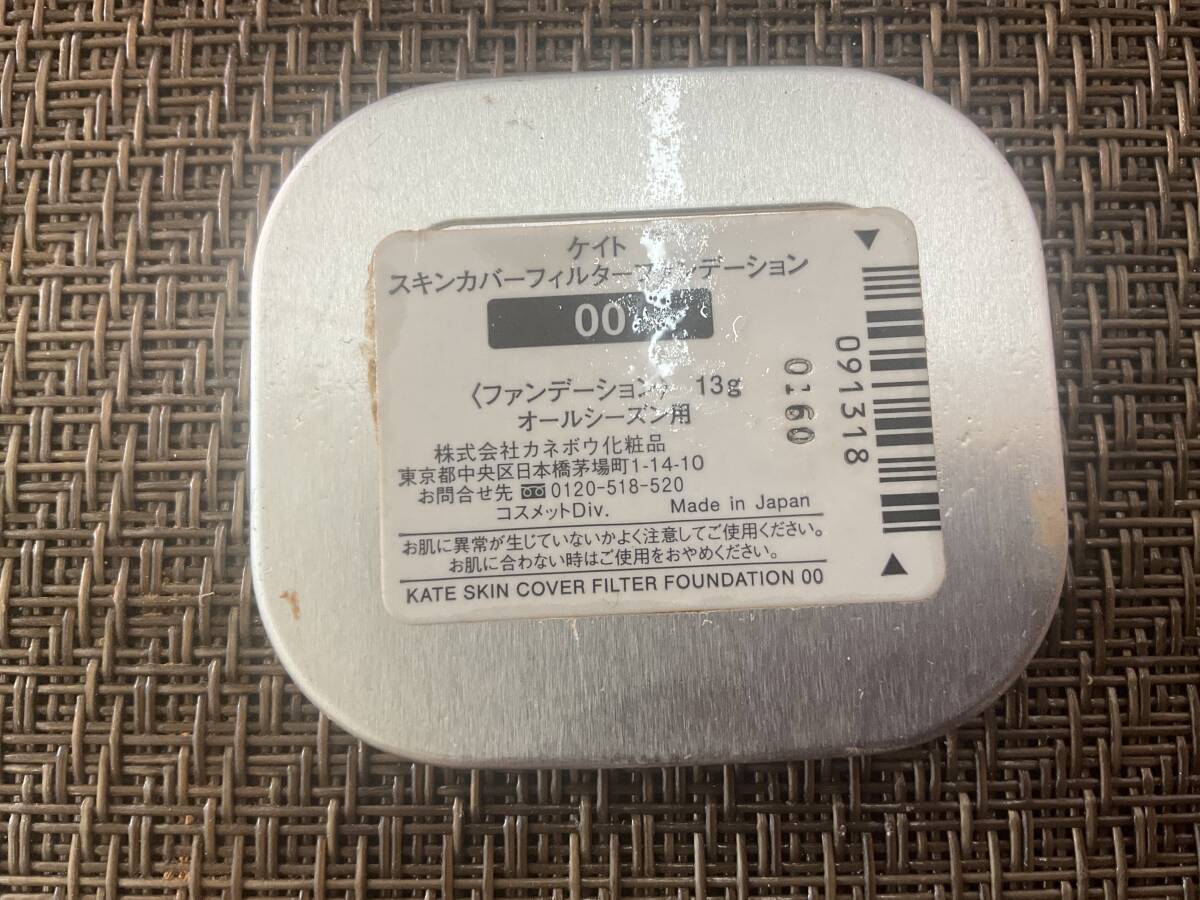 ケイト
スキンカバーフィルターファンデーション
00
〈ファンデーション〉 13g
オールシーズン用
株式会社カネボウ化粧品
東京都中央区日本橋茅場町1-14-10
お問合せ先 0120-518-520
コスメットDiv. Made in Japan
お肌に異常が生じていないかよく注意してご使用ください。
お肌に合わない時はご使用をおやめください。
KATE SKIN COVER FILTER FOUNDATION 00
0160
091318